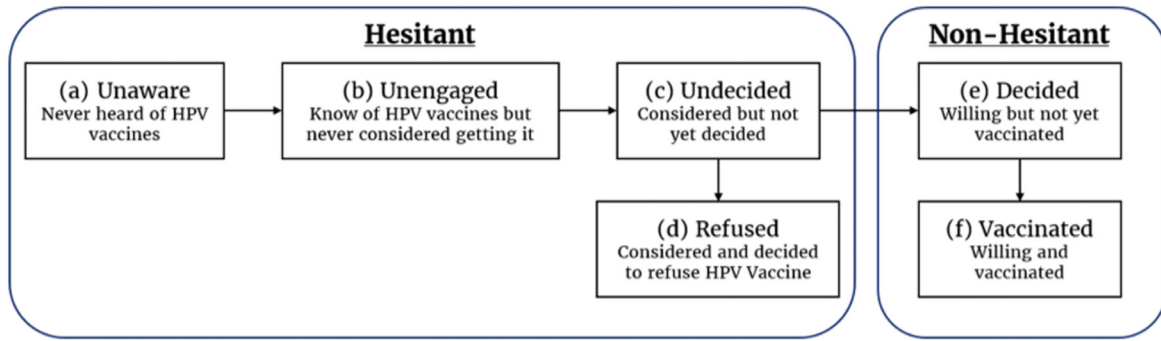 Hesitant
(a) Unaware
Never heard of HPV
vaccines
(b) Unengaged
Know of HPV vaccines but
never considered getting it
(c) Undecided
Considered but not
yet decided
(d) Refused
Considered and decided
to refuse HPV Vaccine
Non-Hesitant
(e) Decided
Willing but not yet
vaccinated
(f) Vaccinated
Willing and
vaccinated